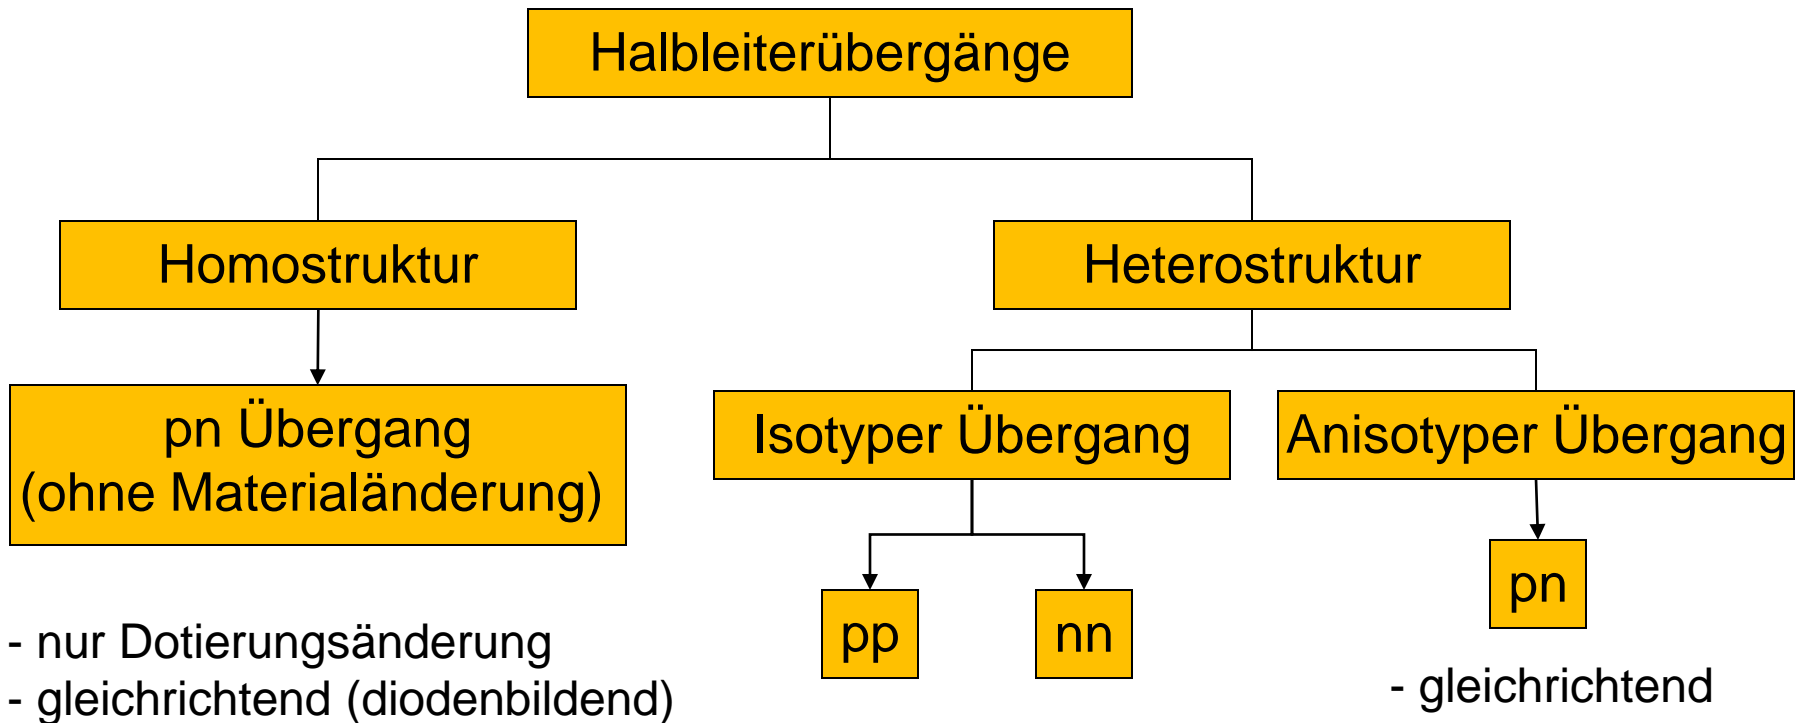 Halbleiterübergänge
Homostruktur
Heterostruktur
pn Übergang
(ohne Materialänderung)
Isotyper Übergang
Anisotyper Übergang
pp
nn
pn
- nur Dotierungsänderung
- gleichrichtend (diodenbildend)
- gleichrichtend